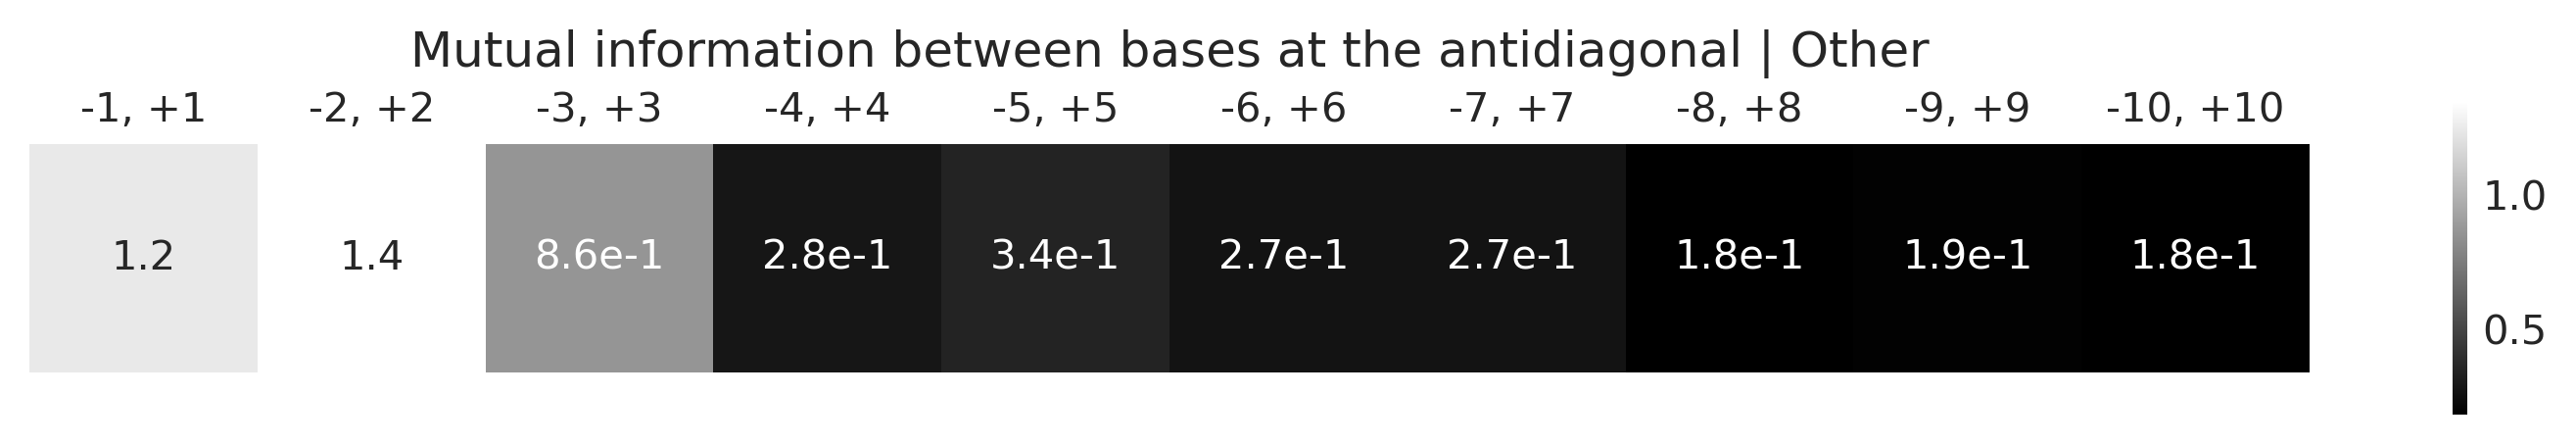 Mutual information between bases at the antidiagonal | Other
-1, +1 -2, +2 -3, +3 -4, +4 -5, +5 -6, +6 -7, +7 -8, +8 -9, +9 -10, +10
1.2 1.4 8.6e-1 2.8e-1 3.4e-1 2.7e-1 2.7e-1 1.8e-1 1.9e-1 1.8e-1
1.0
0.5